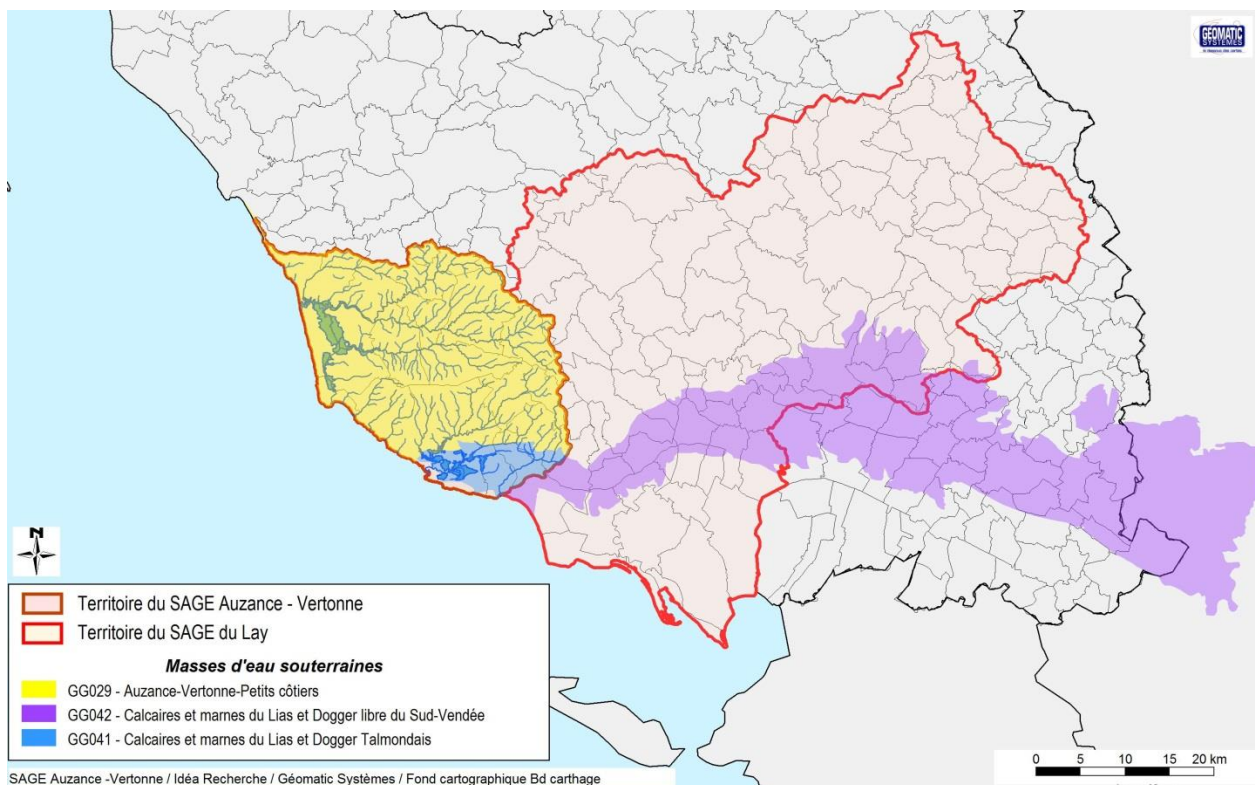 GEOMATIC
SYSTEMES
N
Territoire du SAGE Auzance - Vertonne
Territoire du SAGE du Lay
Masses d'eau souterraines
GG029 - Auzance-Vertonne-Petits côtiers
GG042 - Calcaires et marnes du Lias et Dogger libre du Sud-Vendée
GG041 - Calcaires et marnes du Lias et Dogger Talmondais
0 5 10 15 20 km
SAGE Auzance -Vertonne / Idéa Recherche / Géomatic Systèmes / Fond cartographique Bd carthage